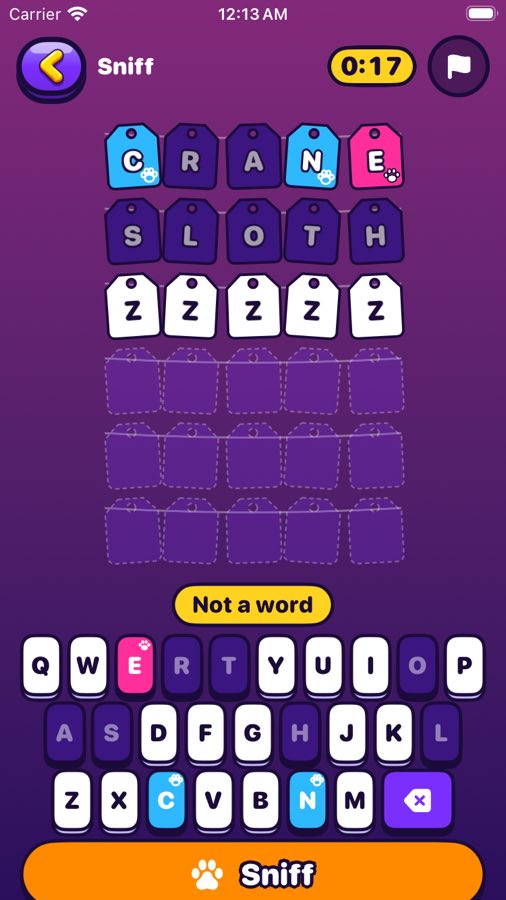 Carrier 12:13 AM
Sniff 0:17
C R A N E
S L O T H
Z Z Z Z Z
Not a word
Q W E R T Y U I O P
A S D F G H J K L
Z X C V B N M
Sniff